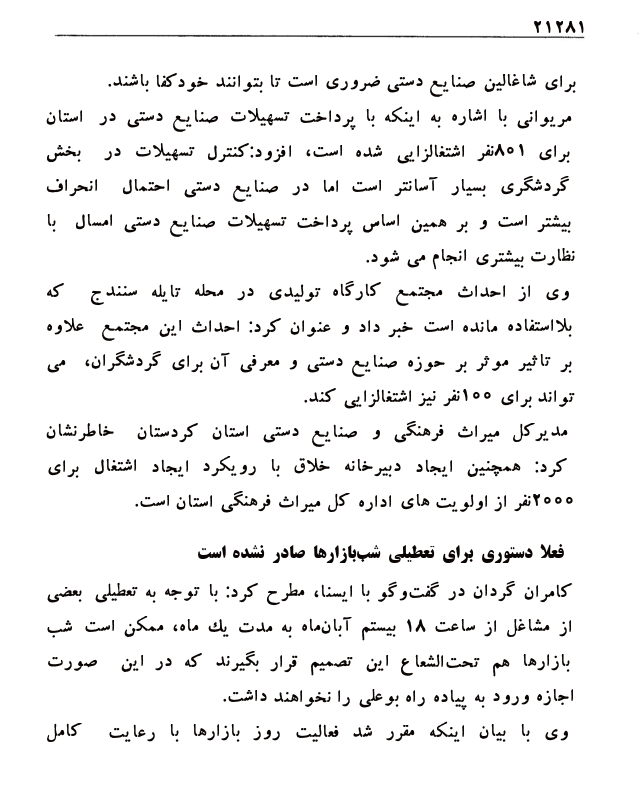 ۲۱۲۸۱
برای شاغالین صنایع دستی ضروری است تا بتوانند خودکفا باشند.
مریوانی با اشاره به اینکه با پرداخت تسهیلات صنایع دستی در استان
برای ۸۰۱نفر اشتغالزایی شده است، افزود:کنترل تسهیلات در بخش
گردشگری بسیار آسانتر است اما در صنایع دستی احتمال انحراف
بیشتر است و بر همین اساس پرداخت تسهیلات صنایع دستی امسال با
نظارت بیشتری انجام می شود.
وی از احداث مجتمع کارگاه تولیدی در محله تایله سنندج که
بلااستفاده مانده است خبر داد و عنوان کرد: احداث این مجتمع علاوه
بر تاثیر موثر بر حوزه صنایع دستی و معرفی آن برای گردشگران، می
تواند برای ۱۰۰نفر نیز اشتغالزایی کند.
مدیرکل میراث فرهنگی و صنایع دستی استان کردستان خاطرنشان
کرد: همچنین ایجاد دبیرخانه خلاق با رویکرد ایجاد اشتغال برای
۲۰۰۰نفر از اولویت های اداره کل میراث فرهنگی استان است.
فعلا دستوری برای تعطیلی شب‌بازارها صادر نشده است
کامران گردان در گفت‌وگو با ایسنا، مطرح کرد: با توجه به تعطیلی بعضی
از مشاغل از ساعت ۱۸ بیستم آبان‌ماه به مدت یك ماه، ممکن است شب
بازارها هم تحت‌الشعاع این تصمیم قرار بگیرند که در این صورت
اجازه ورود به پیاده راه بوعلی را نخواهند داشت.
وی با بیان اینکه مقرر شد فعالیت روز بازارها با رعایت کامل